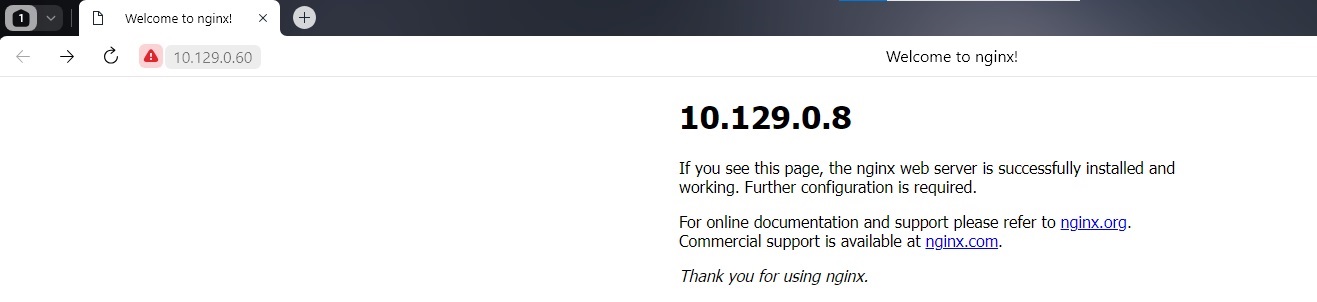 1
Welcome to nginx!
10.129.0.60
Welcome to nginx!
10.129.0.8
If you see this page, the nginx web server is successfully installed and
working. Further configuration is required.
For online documentation and support please refer to nginx.org.
Commercial support is available at nginx.com.
Thank you for using nginx.